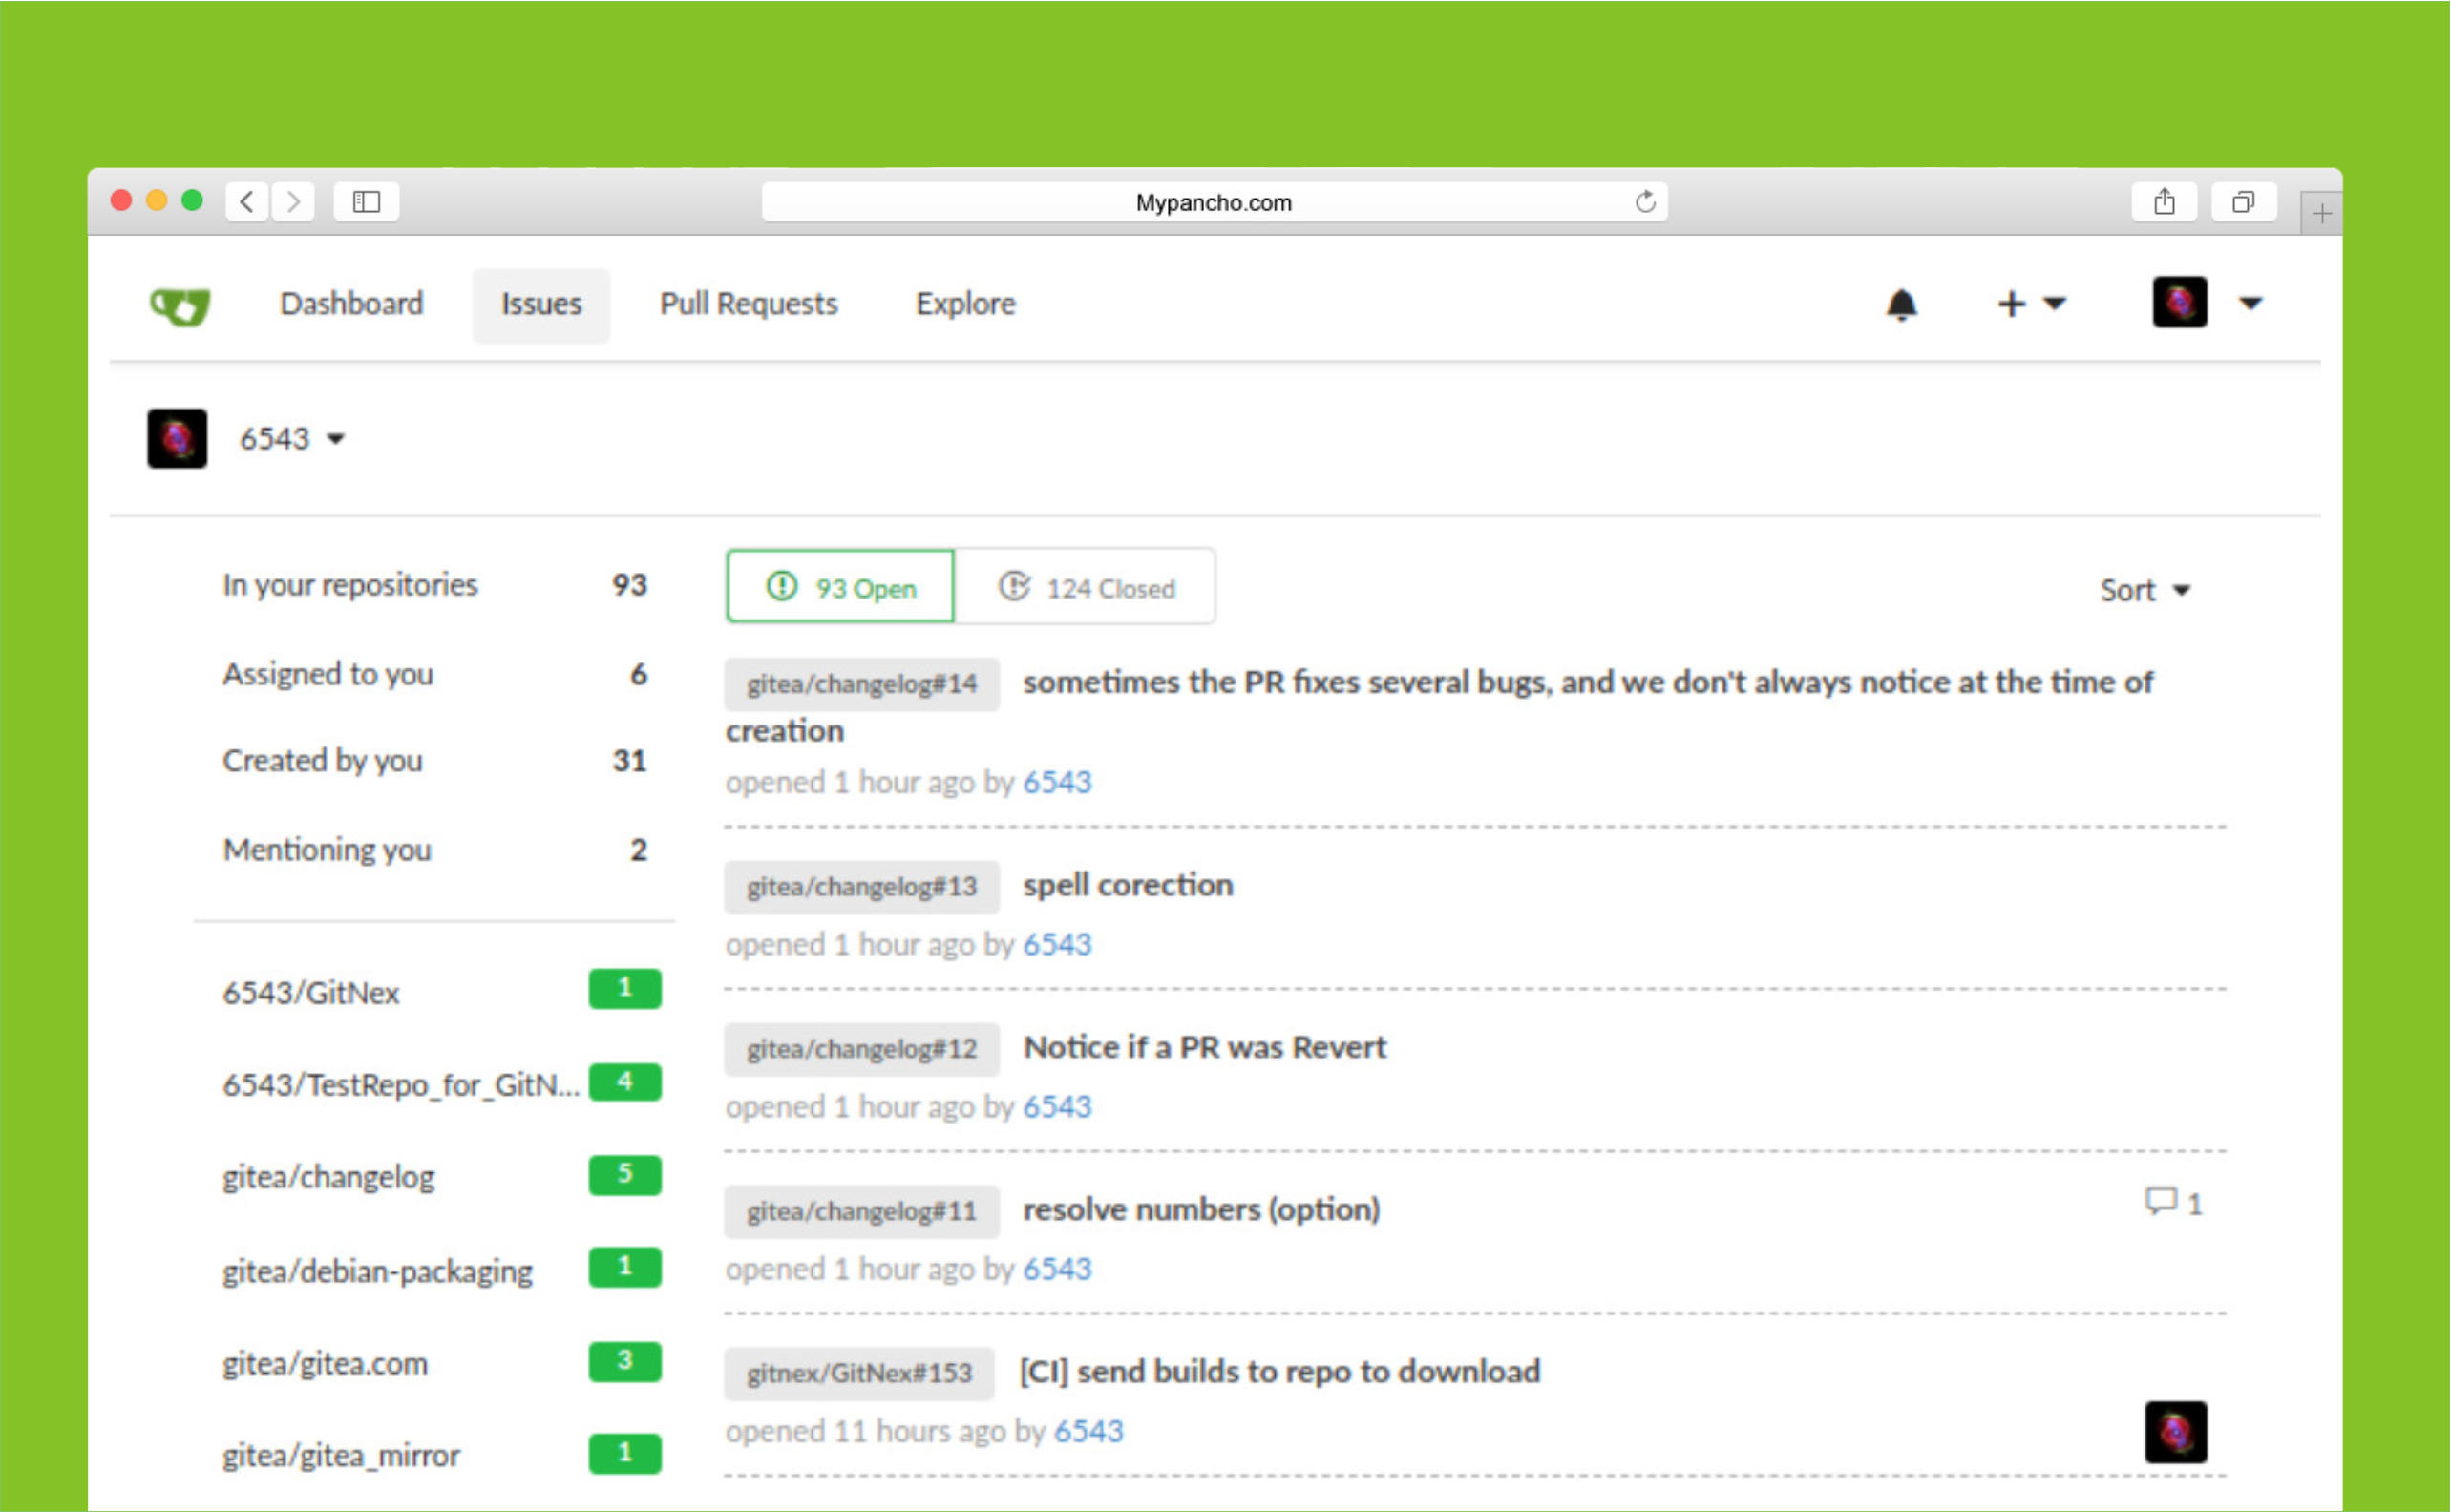 Mypancho.com
Dashboard Issues Pull Requests Explore
6543
In your repositories 93
Assigned to you 6
Created by you 31
Mentioning you 2
6543/GitNex 1
6543/TestRepo_for_GitN... 4
gitea/changelog 5
gitea/debian-packaging 1
gitea/gitea.com 3
gitea/gitea_mirror 1
93 Open 124 Closed Sort
gitea/changelog#14 sometimes the PR fixes several bugs, and we don't always notice at the time of
creation
opened 1 hour ago by 6543
gitea/changelog#13 spell corection
opened 1 hour ago by 6543
gitea/changelog#12 Notice if a PR was Revert
opened 1 hour ago by 6543
gitea/changelog#11 resolve numbers (option) 1
opened 1 hour ago by 6543
gitnex/GitNex#153 [CI] send builds to repo to download
opened 11 hours ago by 6543